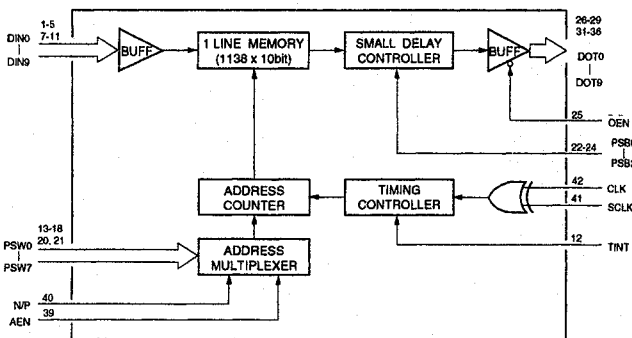 1-5
7-11
DIN0
DIN9
BUFF
1 LINE MEMORY
(1138 x 10bit)
SMALL DELAY
CONTROLLER
BUFF
26-29
31-36
DOT0
DOT9
25
OEN
22-24
PSB
PSB
ADDRESS
COUNTER
TIMING
CONTROLLER
42
CLK
41
SCLK
12
TINT
13-18
20, 21
PSW0
PSW7
ADDRESS
MULTIPLEXER
N/P
40
AEN
39